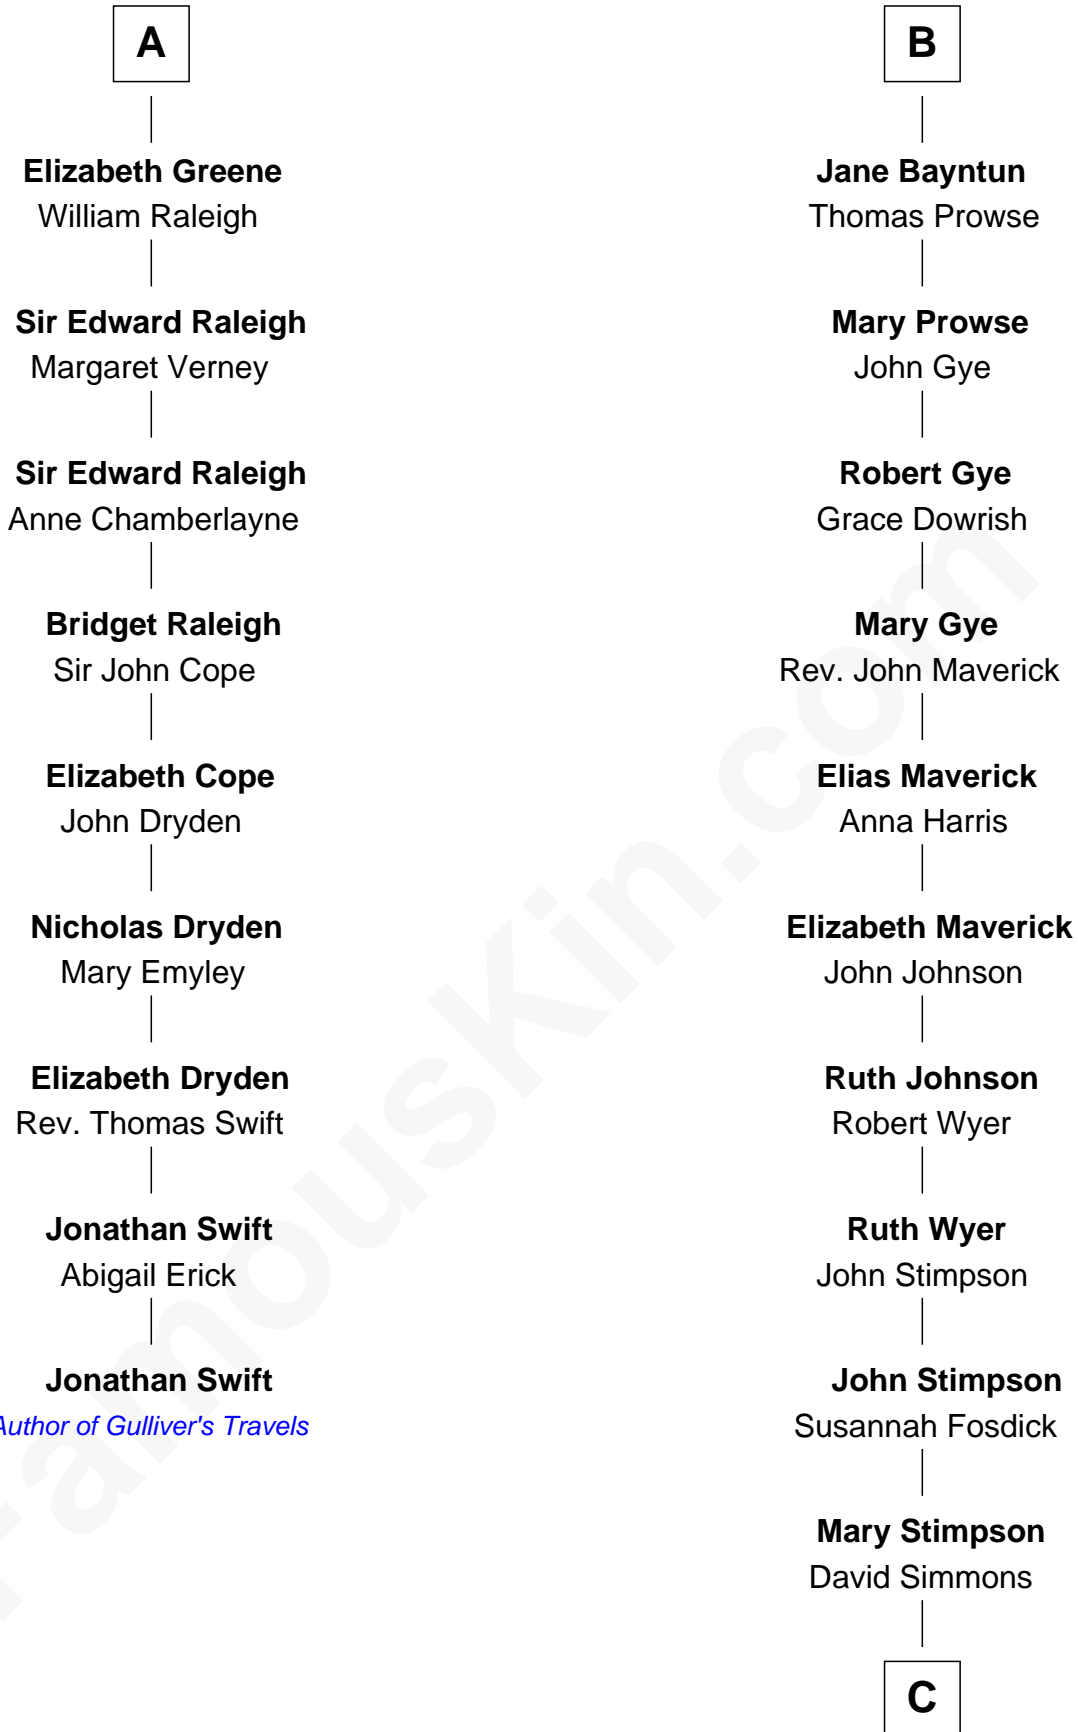 A
Elizabeth Greene
William Raleigh
Sir Edward Raleigh
Margaret Verney
Sir Edward Raleigh
Anne Chamberlayne
Bridget Raleigh
Sir John Cope
Elizabeth Cope
John Dryden
Nicholas Dryden
Mary Emyley
Elizabeth Dryden
Rev. Thomas Swift
Jonathan Swift
Abigail Erick
Jonathan Swift
Author of Gulliver's Travels
B
Jane Bayntun
Thomas Prowse
Mary Prowse
John Gye
Robert Gye
Grace Dowrish
Mary Gye
Rev. John Maverick
Elias Maverick
Anna Harris
Elizabeth Maverick
John Johnson
Ruth Johnson
Robert Wyer
Ruth Wyer
John Stimpson
John Stimpson
Susannah Fosdick
Mary Stimpson
David Simmons
C
FamousKin.com